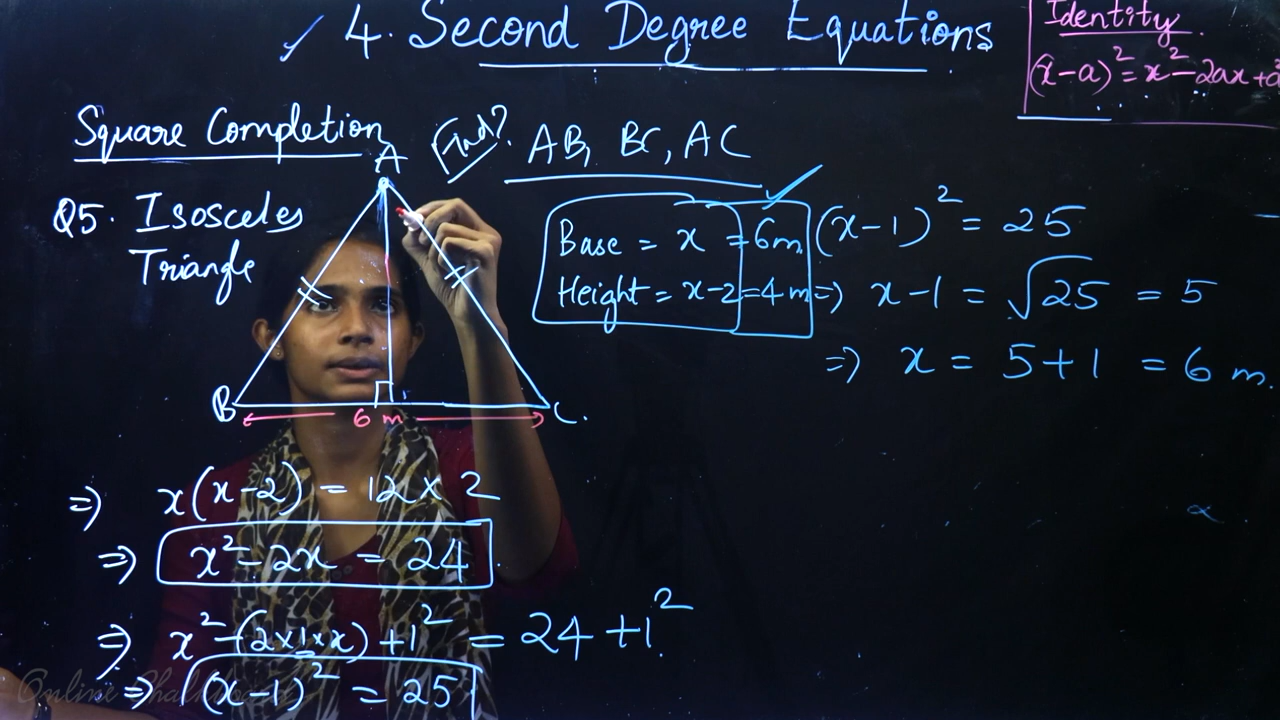 ✓ 4. Second Degree Equations
Identity
(x-a)² = x² - 2ax + a²
Square Completion
Find? AB, BC, AC
Q5. Isosceles
Triangle
A
B
C.
6 m
Base = x = 6m
Height = x-2 = 4 m
(x-1)² = 25
⇒ x-1 = √25 = 5
⇒ x = 5+1 = 6 m.
⇒ x(x-2) = 12 × 2
⇒ x² - 2x = 24
⇒ x² - (2×1×x) + 1² = 24 + 1²
⇒ (x-1)² = 25